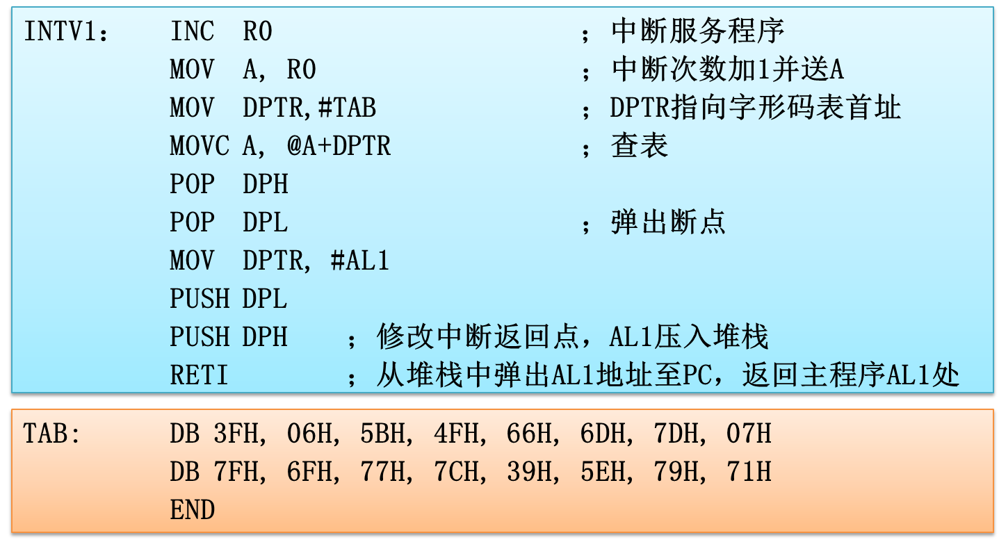 INTV1： INC R0 ；中断服务程序
MOV A, R0 ；中断次数加1并送A
MOV DPTR,#TAB ；DPTR指向字形码表首址
MOVC A, @A+DPTR ；查表
POP DPH
POP DPL ；弹出断点
MOV DPTR, #AL1
PUSH DPL
PUSH DPH ；修改中断返回点，AL1压入堆栈
RETI ；从堆栈中弹出AL1地址至PC，返回主程序AL1处
TAB: DB 3FH, 06H, 5BH, 4FH, 66H, 6DH, 7DH, 07H
DB 7FH, 6FH, 77H, 7CH, 39H, 5EH, 79H, 71H
END